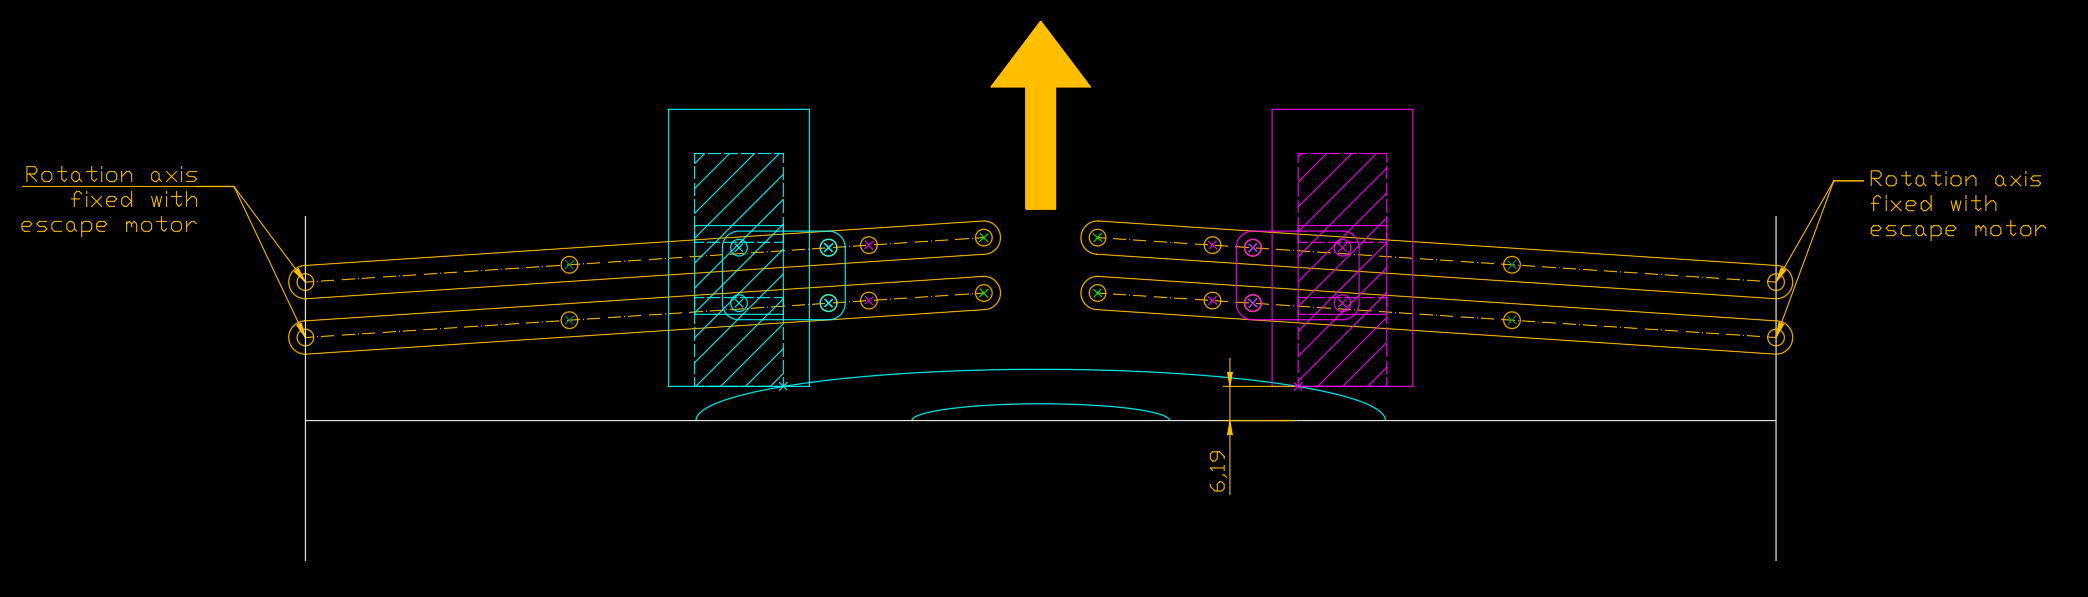 Rotation axis
fixed with
escape motor
Rotation axis
fixed with
escape motor
6,19